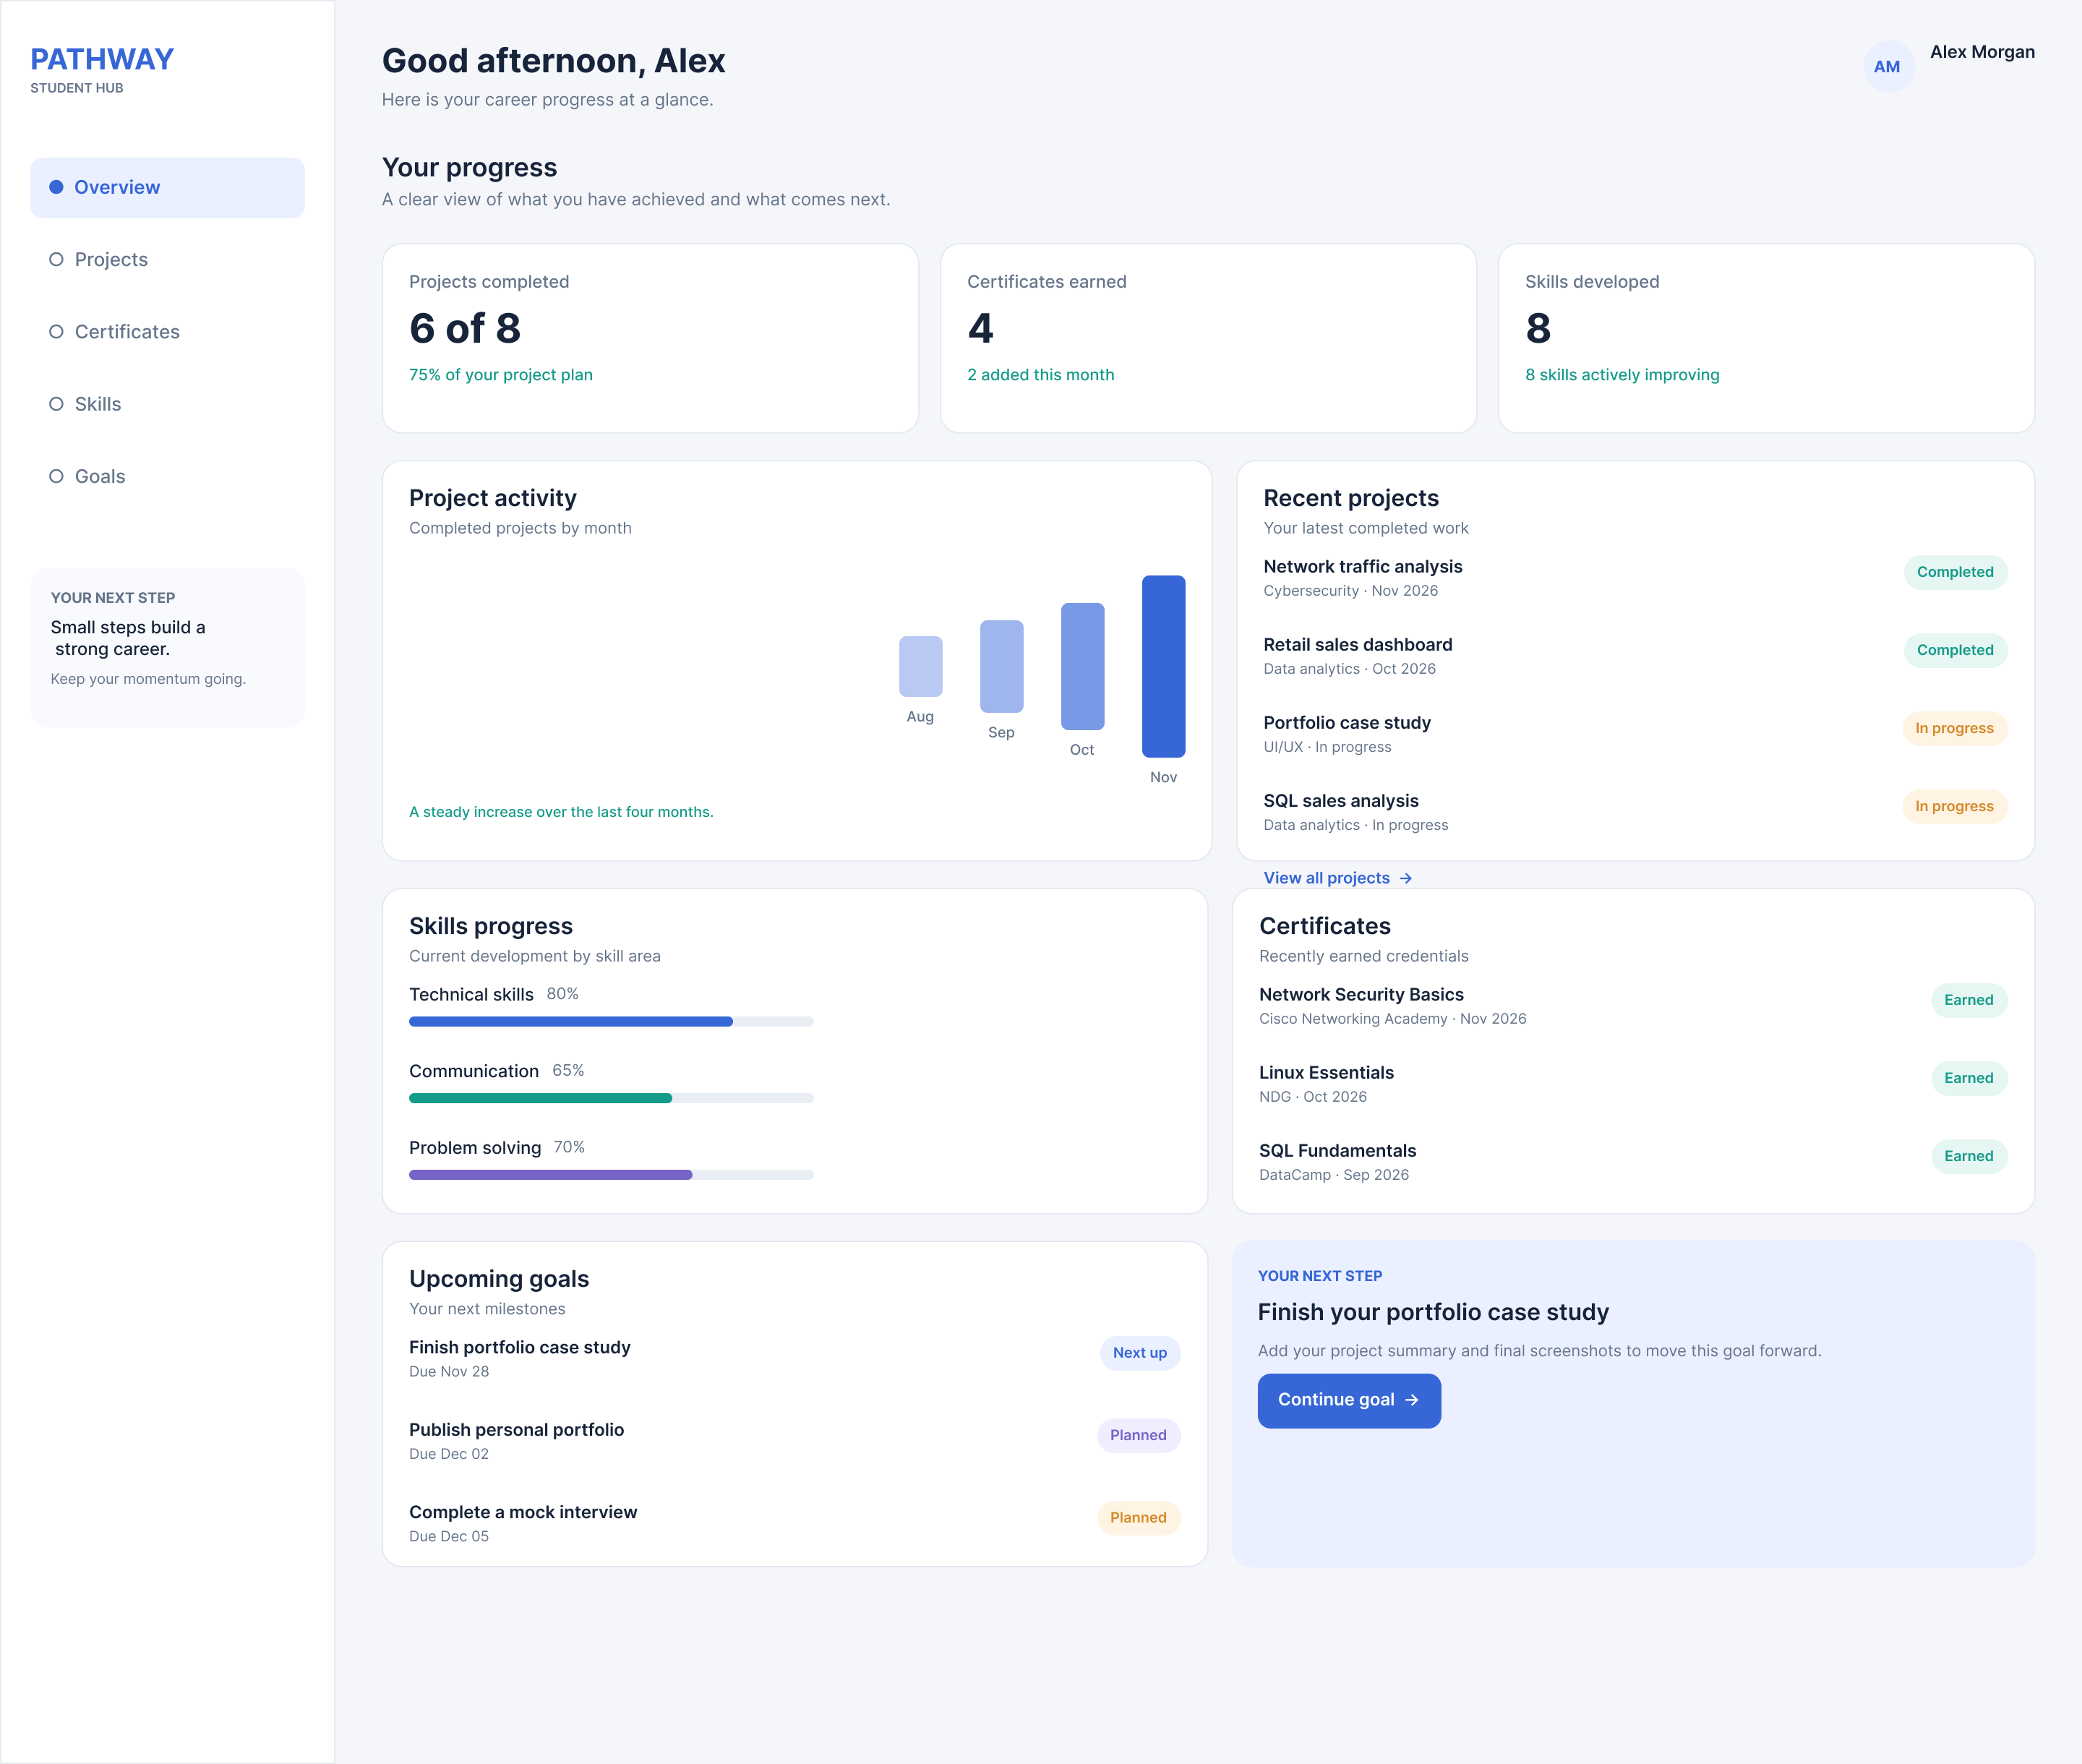 PATHWAY
STUDENT HUB
Overview
Projects
Certificates
Skills
Goals
YOUR NEXT STEP
Small steps build a
strong career.
Keep your momentum going.
Good afternoon, Alex
Here is your career progress at a glance.
AM
Alex Morgan
Your progress
A clear view of what you have achieved and what comes next.
Projects completed
6 of 8
75% of your project plan
Certificates earned
4
2 added this month
Skills developed
8
8 skills actively improving
Project activity
Completed projects by month
Aug
Sep
Oct
Nov
A steady increase over the last four months.
Recent projects
Your latest completed work
Network traffic analysis
Cybersecurity · Nov 2026
Completed
Retail sales dashboard
Data analytics · Oct 2026
Completed
Portfolio case study
UI/UX · In progress
In progress
SQL sales analysis
Data analytics · In progress
In progress
View all projects →
Skills progress
Current development by skill area
Technical skills 80%
Communication 65%
Problem solving 70%
Certificates
Recently earned credentials
Network Security Basics
Cisco Networking Academy · Nov 2026
Earned
Linux Essentials
NDG · Oct 2026
Earned
SQL Fundamentals
DataCamp · Sep 2026
Earned
Upcoming goals
Your next milestones
Finish portfolio case study
Due Nov 28
Next up
Publish personal portfolio
Due Dec 02
Planned
Complete a mock interview
Due Dec 05
Planned
YOUR NEXT STEP
Finish your portfolio case study
Add your project summary and final screenshots to move this goal forward.
Continue goal →